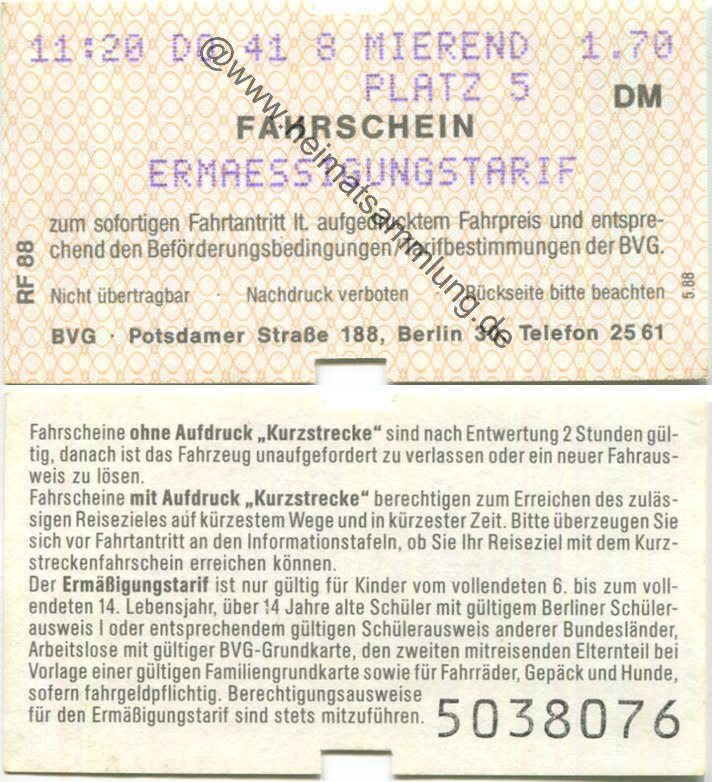 11:20 DO 41 8 MIEREND 1.70
PLATZ 5 DM
FAHRSCHEIN
ERMAESSIGUNGSTARIF
zum sofortigen Fahrtantritt lt. aufgedrucktem Fahrpreis und entspre-
chend den Beförderungsbedingungen/Tarifbestimmungen der BVG.
RF 88
Nicht übertragbar · Nachdruck verboten · Rückseite bitte beachten
5.88
BVG · Potsdamer Straße 188, Berlin 30, Telefon 25 61
@www.heimatsammlung.de
Fahrscheine ohne Aufdruck „Kurzstrecke“ sind nach Entwertung 2 Stunden gül-
tig, danach ist das Fahrzeug unaufgefordert zu verlassen oder ein neuer Fahraus-
weis zu lösen.
Fahrscheine mit Aufdruck „Kurzstrecke“ berechtigen zum Erreichen des zuläs-
sigen Reisezieles auf kürzestem Wege und in kürzester Zeit. Bitte überzeugen Sie
sich vor Fahrtantritt an den Informationstafeln, ob Sie Ihr Reiseziel mit dem Kurz-
streckenfahrschein erreichen können.
Der Ermäßigungstarif ist nur gültig für Kinder vom vollendeten 6. bis zum voll-
endeten 14. Lebensjahr, über 14 Jahre alte Schüler mit gültigem Berliner Schüler-
ausweis I oder entsprechendem gültigen Schülerausweis anderer Bundesländer,
Arbeitslose mit gültiger BVG-Grundkarte, den zweiten mitreisenden Elternteil bei
Vorlage einer gültigen Familiengrundkarte sowie für Fahrräder, Gepäck und Hunde,
sofern fahrgeldpflichtig. Berechtigungsausweise
für den Ermäßigungstarif sind stets mitzuführen.
5038076